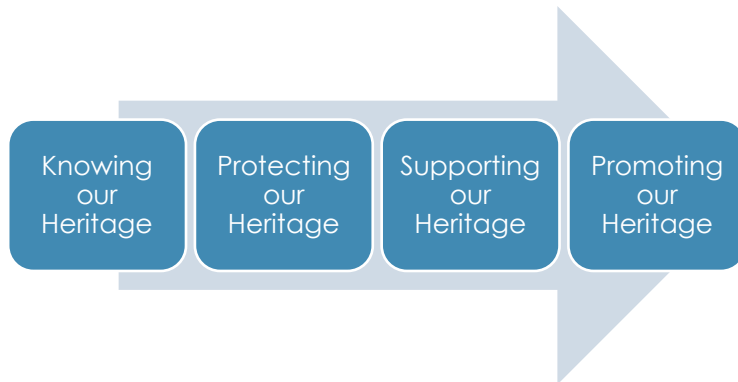 Knowing
our
Heritage
Protecting
our
Heritage
Supporting
our
Heritage
Promoting
our
Heritage